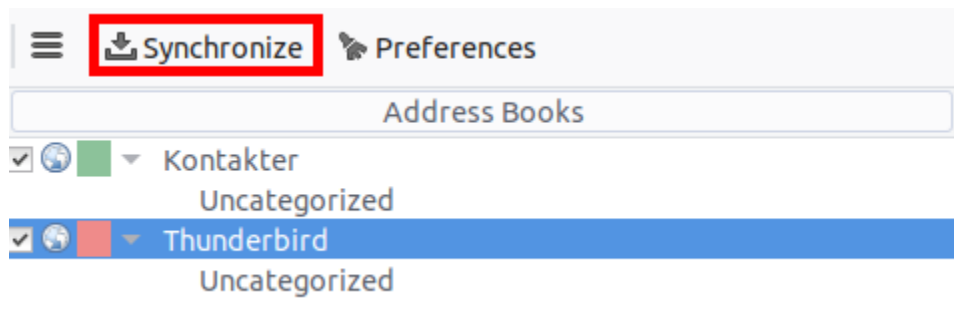 Synchronize Preferences
Address Books
Kontakter
Uncategorized
Thunderbird
Uncategorized